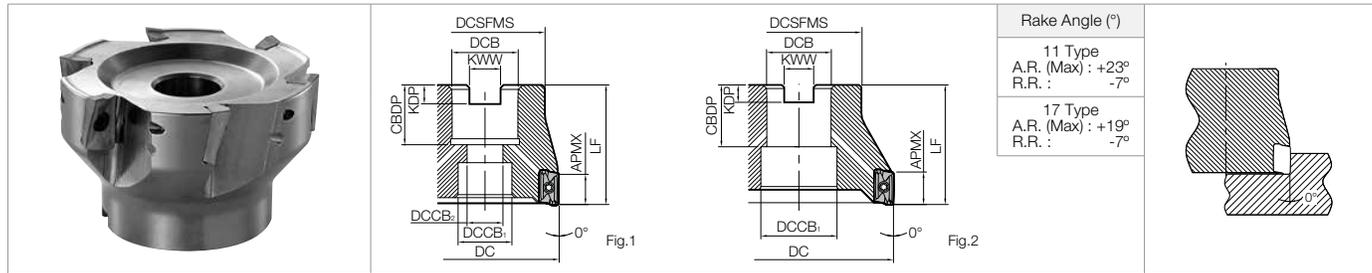 DCSFMS
DCB
KWW
CBDP
KDP
APMX
LF
DCCB₂
DCCB₁
DC
0°
Fig.1
DCSFMS
DCB
KWW
CBDP
KDP
APMX
LF
DCCB₁
DC
0°
Fig.2
Rake Angle (°)
11 Type
A.R. (Max) : +23°
R.R. : -7°
17 Type
A.R. (Max) : +19°
R.R. : -7°
0°